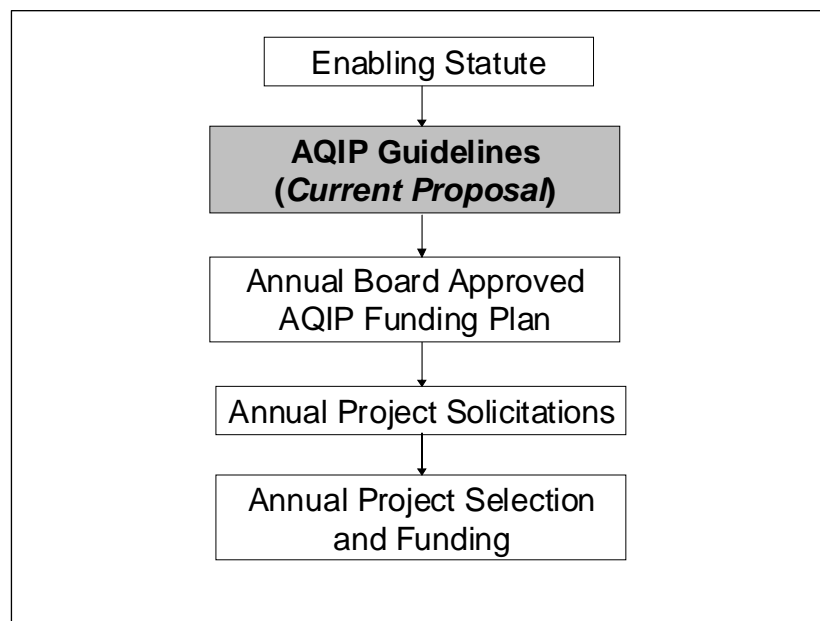 Enabling Statute
AQIP Guidelines
(Current Proposal)
Annual Board Approved
AQIP Funding Plan
Annual Project Solicitations
Annual Project Selection
and Funding